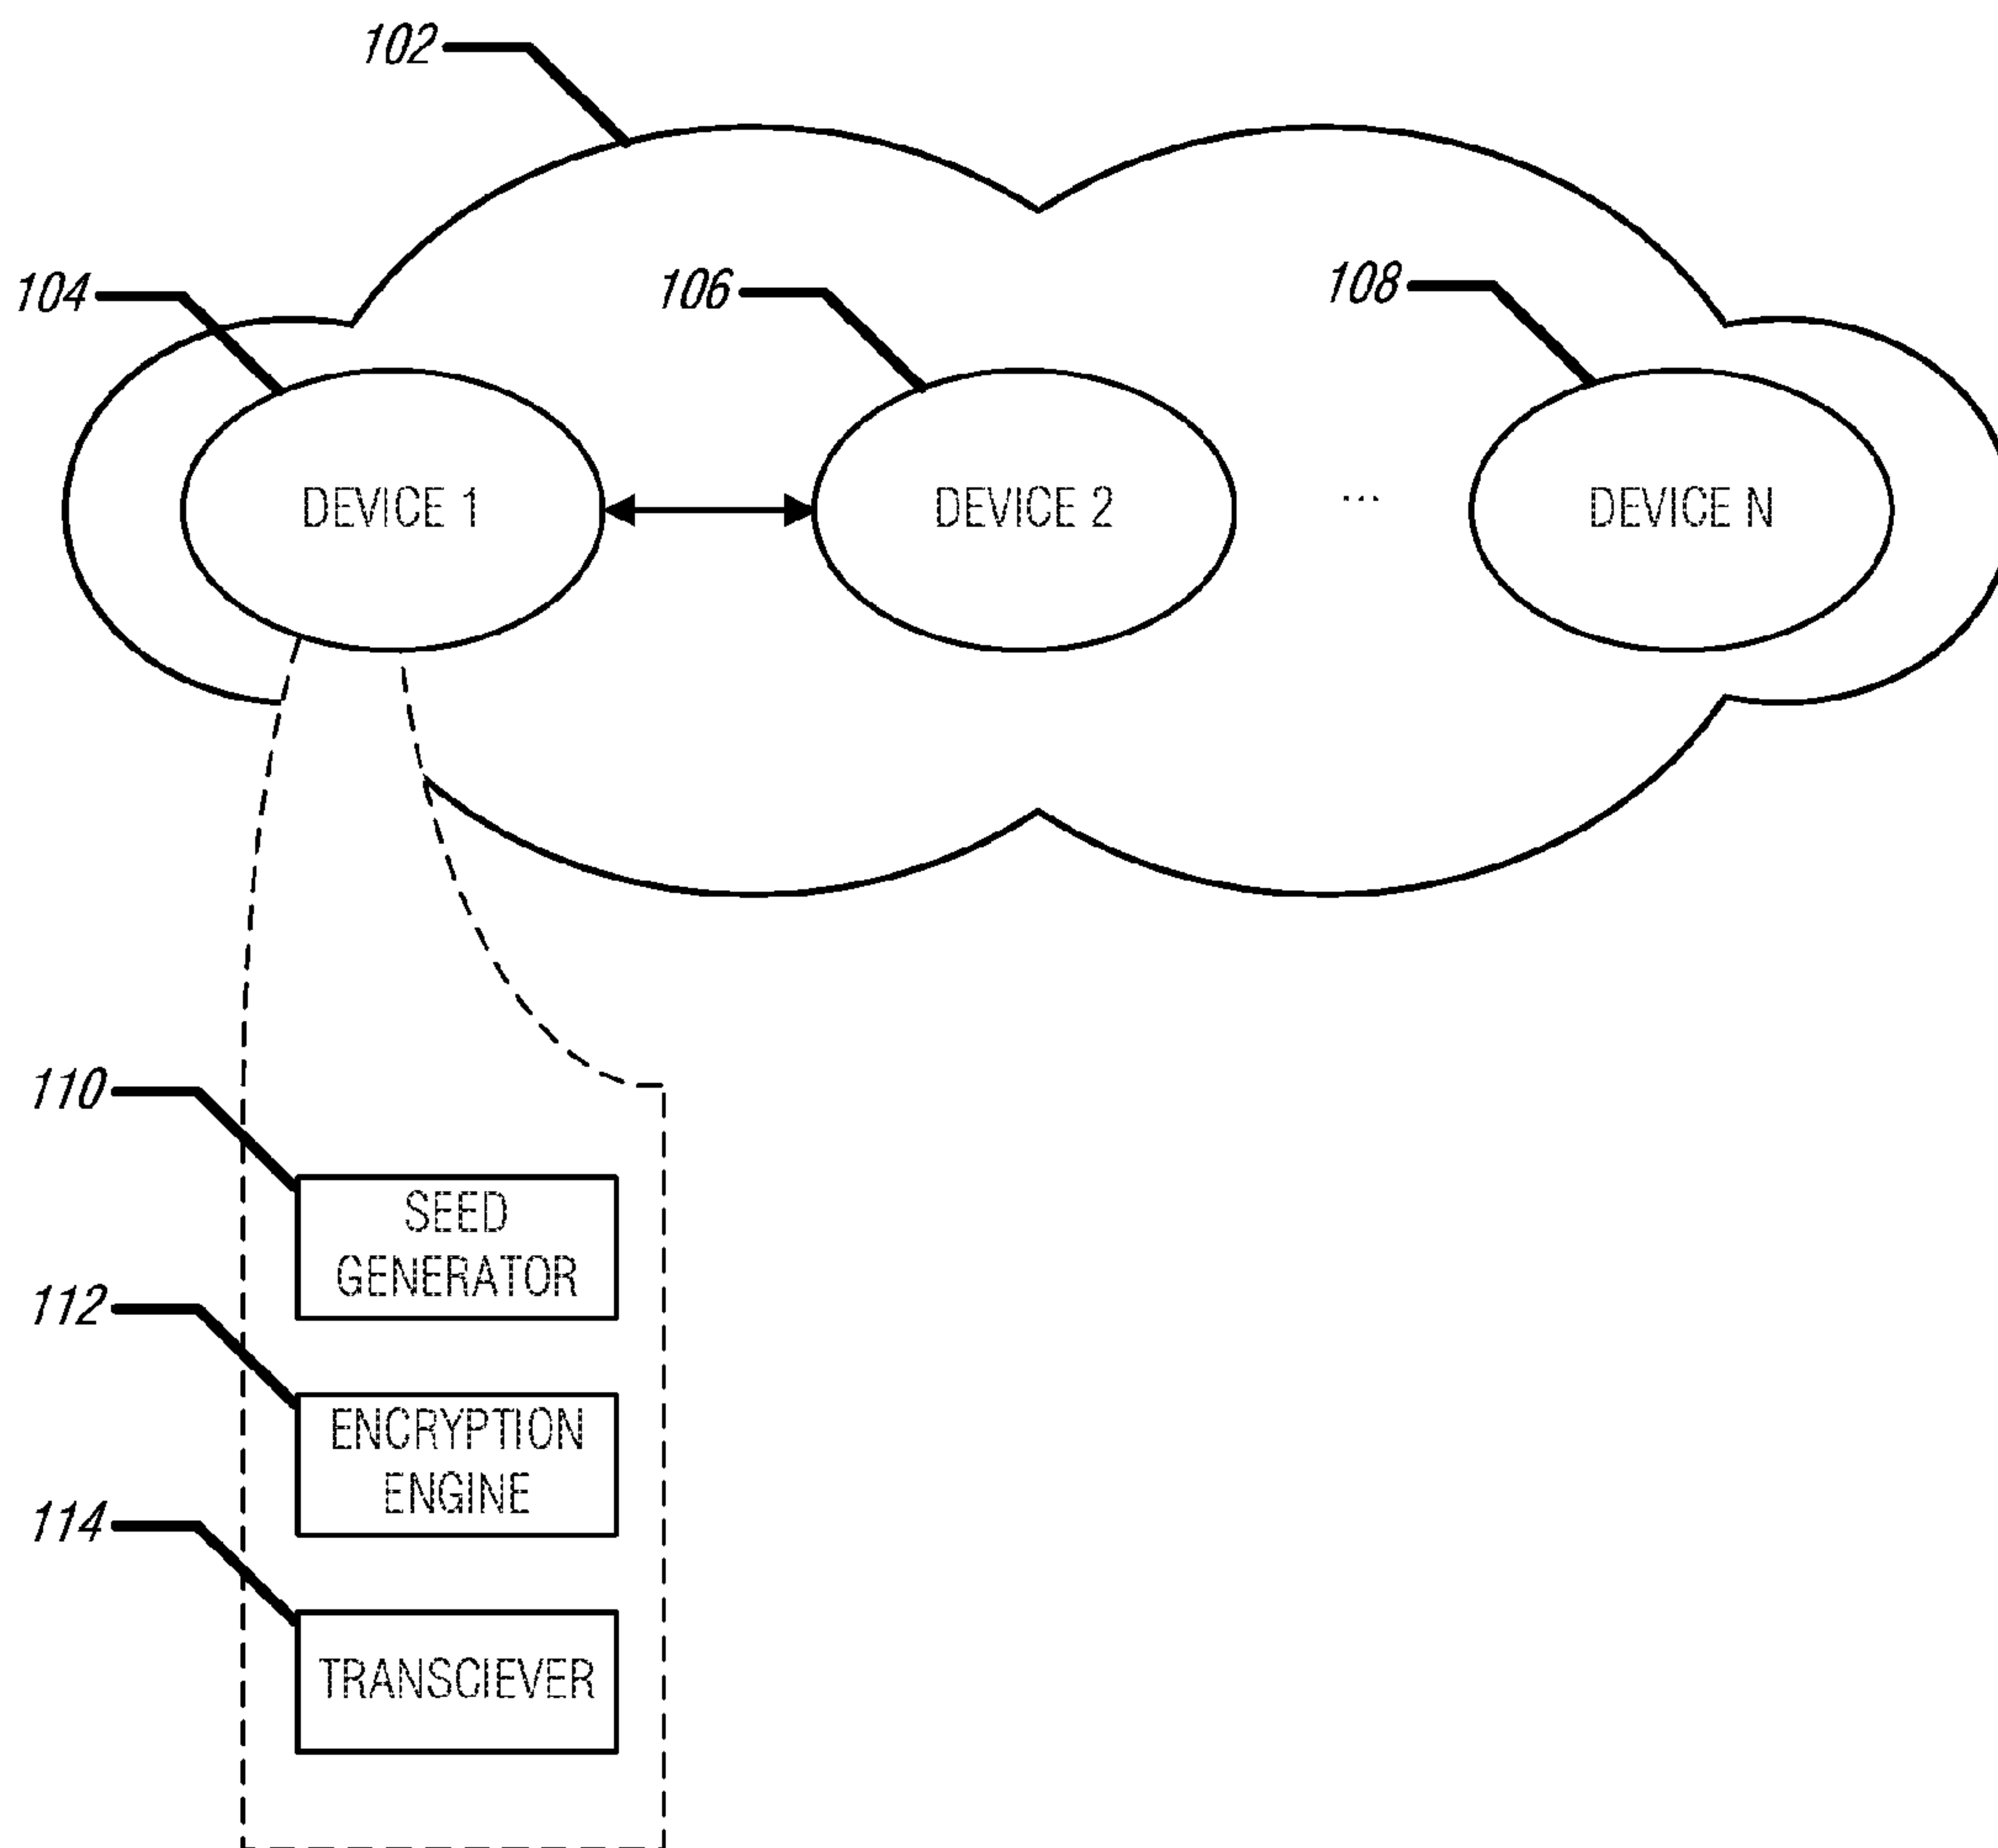 102
104
106
108
DEVICE 1
DEVICE 2
...
DEVICE N
110
SEED
GENERATOR
112
ENCRYPTION
ENGINE
114
TRANSCIEVER